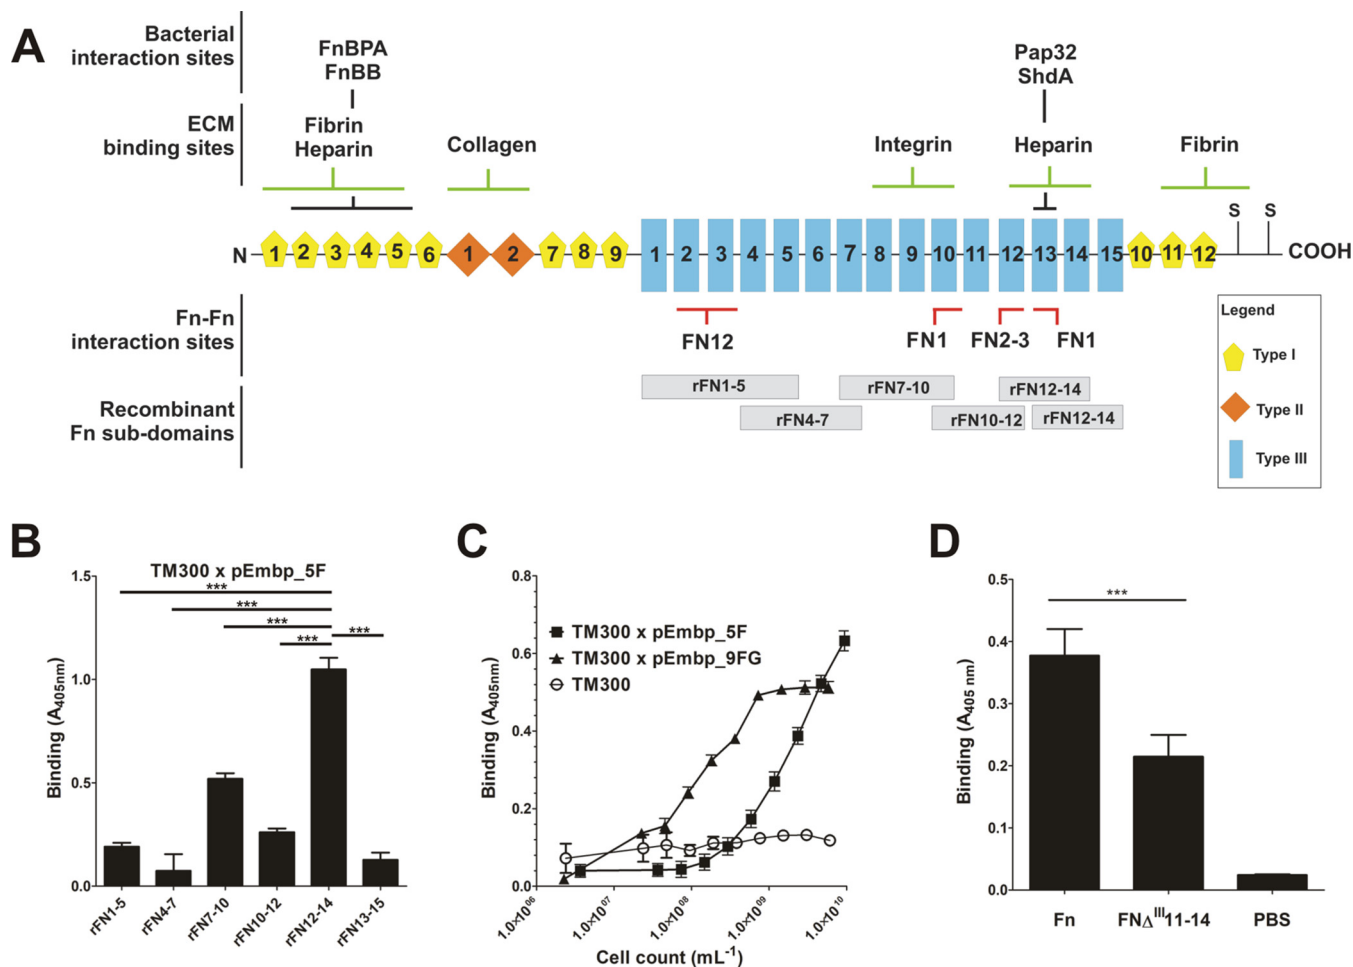 A
Bacterial
interaction sites
FnBPA
FnBB
Pap32
ShdA
ECM
binding sites
Fibrin
Heparin
Collagen
Integrin
Heparin
Fibrin
S S
N 1 2 3 4 5 6 1 2 7 8 9 1 2 3 4 5 6 7 8 9 10 11 12 13 14 15 10 11 12 COOH
Fn-Fn
interaction sites
FN12
FN1
FN2-3
FN1
Recombinant
Fn sub-domains
rFN1-5
rFN7-10
rFN12-14
rFN4-7
rFN10-12
rFN12-14
Legend
Type I
Type II
Type III
B
TM300 x pEmbp_5F
***
***
***
***
***
Binding (A405nm)
1.5
1.0
0.5
0.0
rFN1-5
rFN4-7
rFN7-10
rFN10-12
rFN12-14
rFN13-15
C
Binding (A405nm)
0.8
0.6
0.4
0.2
0.0
TM300 x pEmbp_5F
TM300 x pEmbp_9FG
TM300
1.0×10^06
1.0×10^07
1.0×10^08
1.0×10^09
1.0×10^10
Cell count (mL-1)
D
Binding (A405 nm)
0.5
0.4
0.3
0.2
0.1
0.0
***
Fn
FNΔIII11-14
PBS